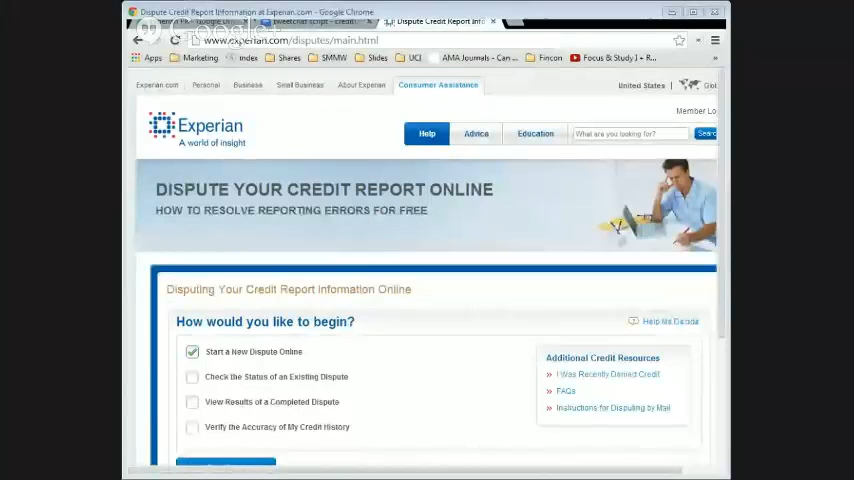 Dispute Credit Report Information at Experian.com - Google Chrome
Dispute Credit Report Inf
www.experian.com/disputes/main.html
Apps Marketing Index Shares SMMW Slides UCI AMA Journals - Can ... Fincon Focus & Study I - R...
Experian.com Personal Business Small Business About Experian Consumer Assistance United States Glo
Member Lo
Experian
A world of insight
Help Advice Education What are you looking for? Searc
DISPUTE YOUR CREDIT REPORT ONLINE
HOW TO RESOLVE REPORTING ERRORS FOR FREE
Disputing Your Credit Report Information Online
How would you like to begin?
Help Me Decide
Start a New Dispute Online
Check the Status of an Existing Dispute
View Results of a Completed Dispute
Verify the Accuracy of My Credit History
Additional Credit Resources
I Was Recently Denied Credit
FAQs
Instructions for Disputing by Mail